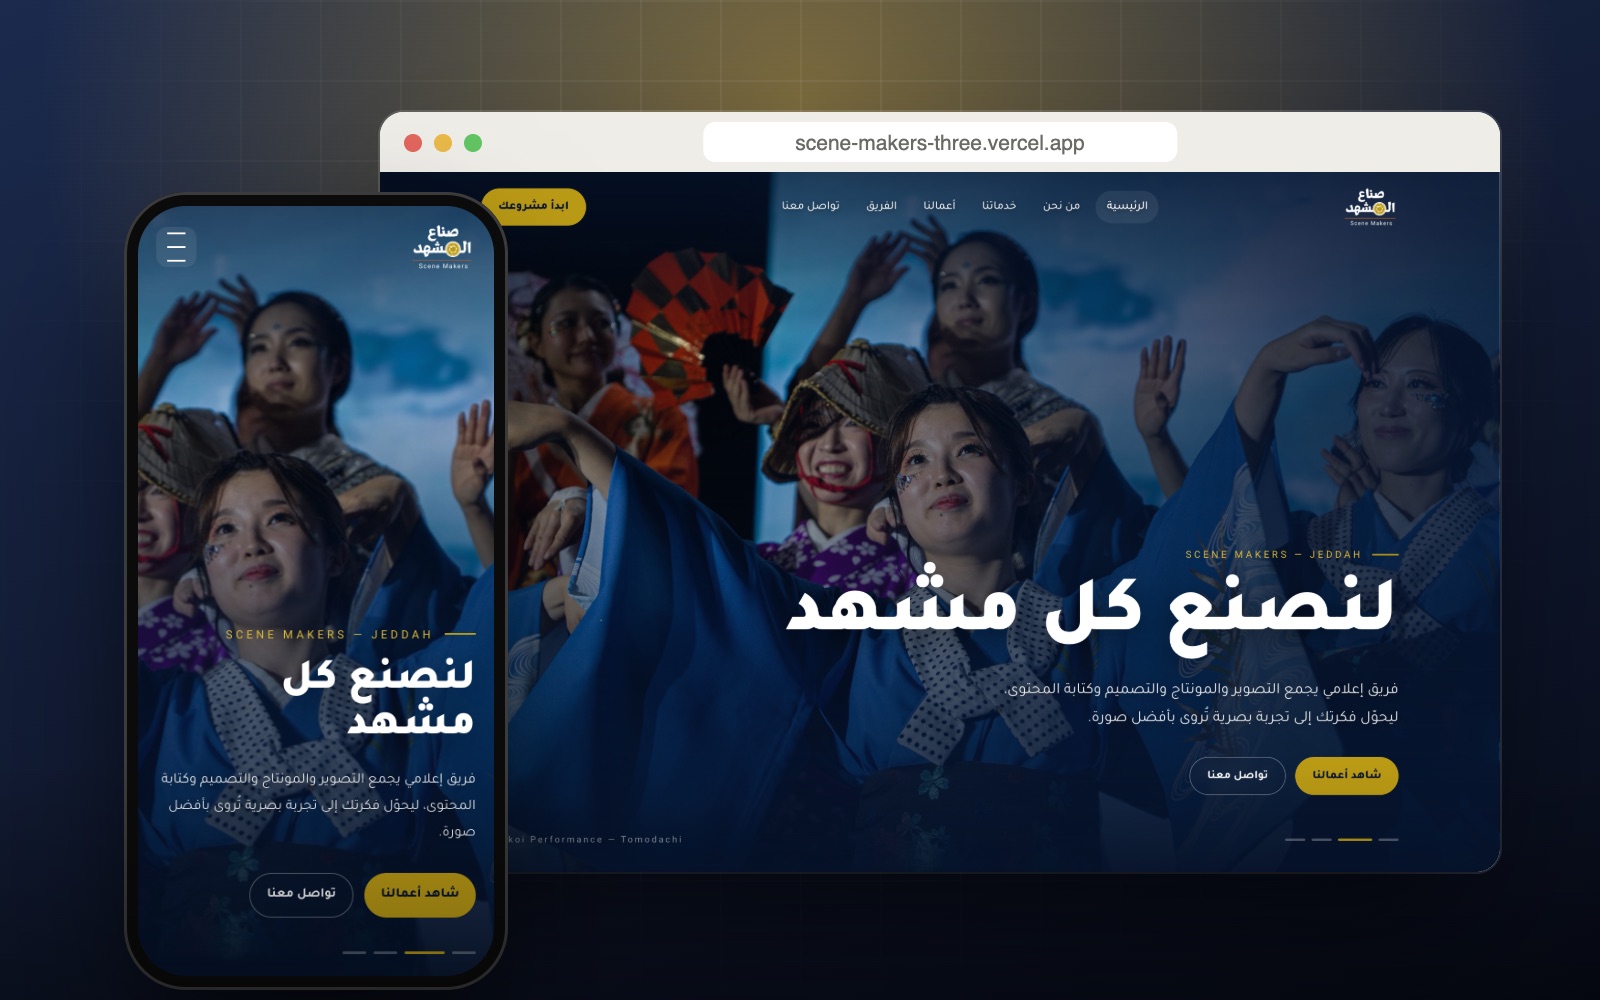 scene-makers-three.vercel.app
صناع
المشهد
Scene Makers
الرئيسية
من نحن
خدماتنا
أعمالنا
الفريق
تواصل معنا
ابدأ مشروعك
SCENE MAKERS — JEDDAH
لنصنع كل مشهد
فريق إعلامي يجمع التصوير والمونتاج والتصميم وكتابة المحتوى،
ليحوّل فكرتك إلى تجربة بصرية تُروى بأفضل صورة.
شاهد أعمالنا
تواصل معنا
Performance — Tomodachi
صناع
المشهد
Scene Makers
SCENE MAKERS — JEDDAH
لنصنع كل
مشهد
فريق إعلامي يجمع التصوير والمونتاج والتصميم وكتابة
المحتوى، ليحوّل فكرتك إلى تجربة بصرية تُروى بأفضل
صورة.
شاهد أعمالنا
تواصل معنا